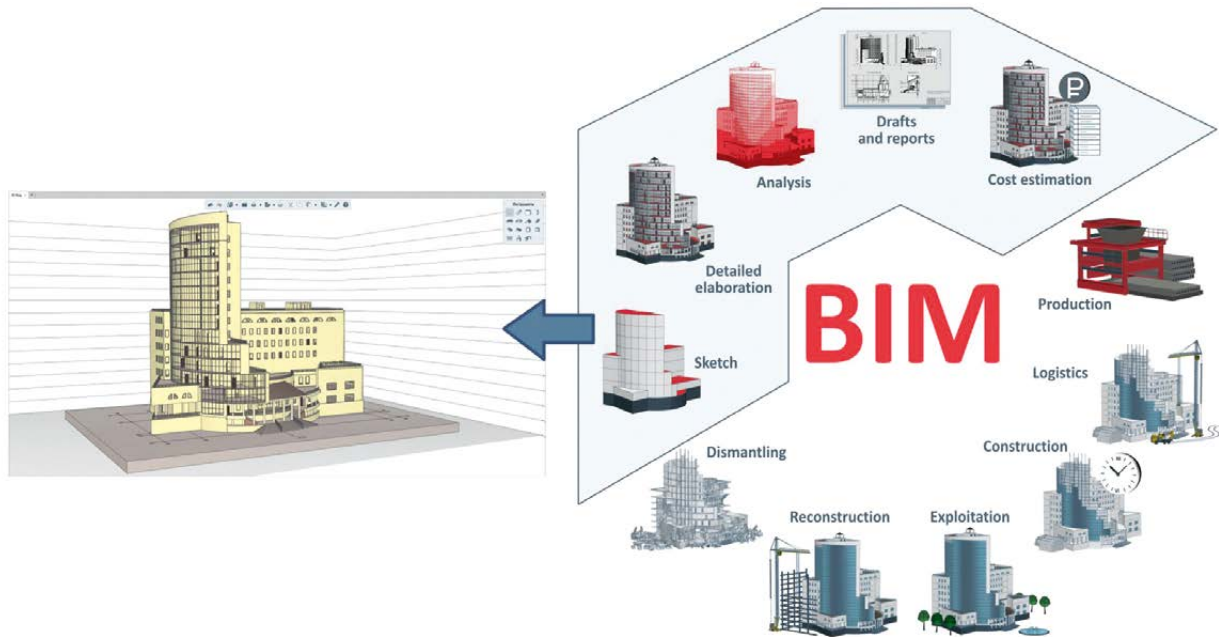 Drafts
and reports
Analysis
Cost estimation
Detailed
elaboration
BIM
Production
Sketch
Logistics
Dismantling
Construction
Reconstruction
Exploitation